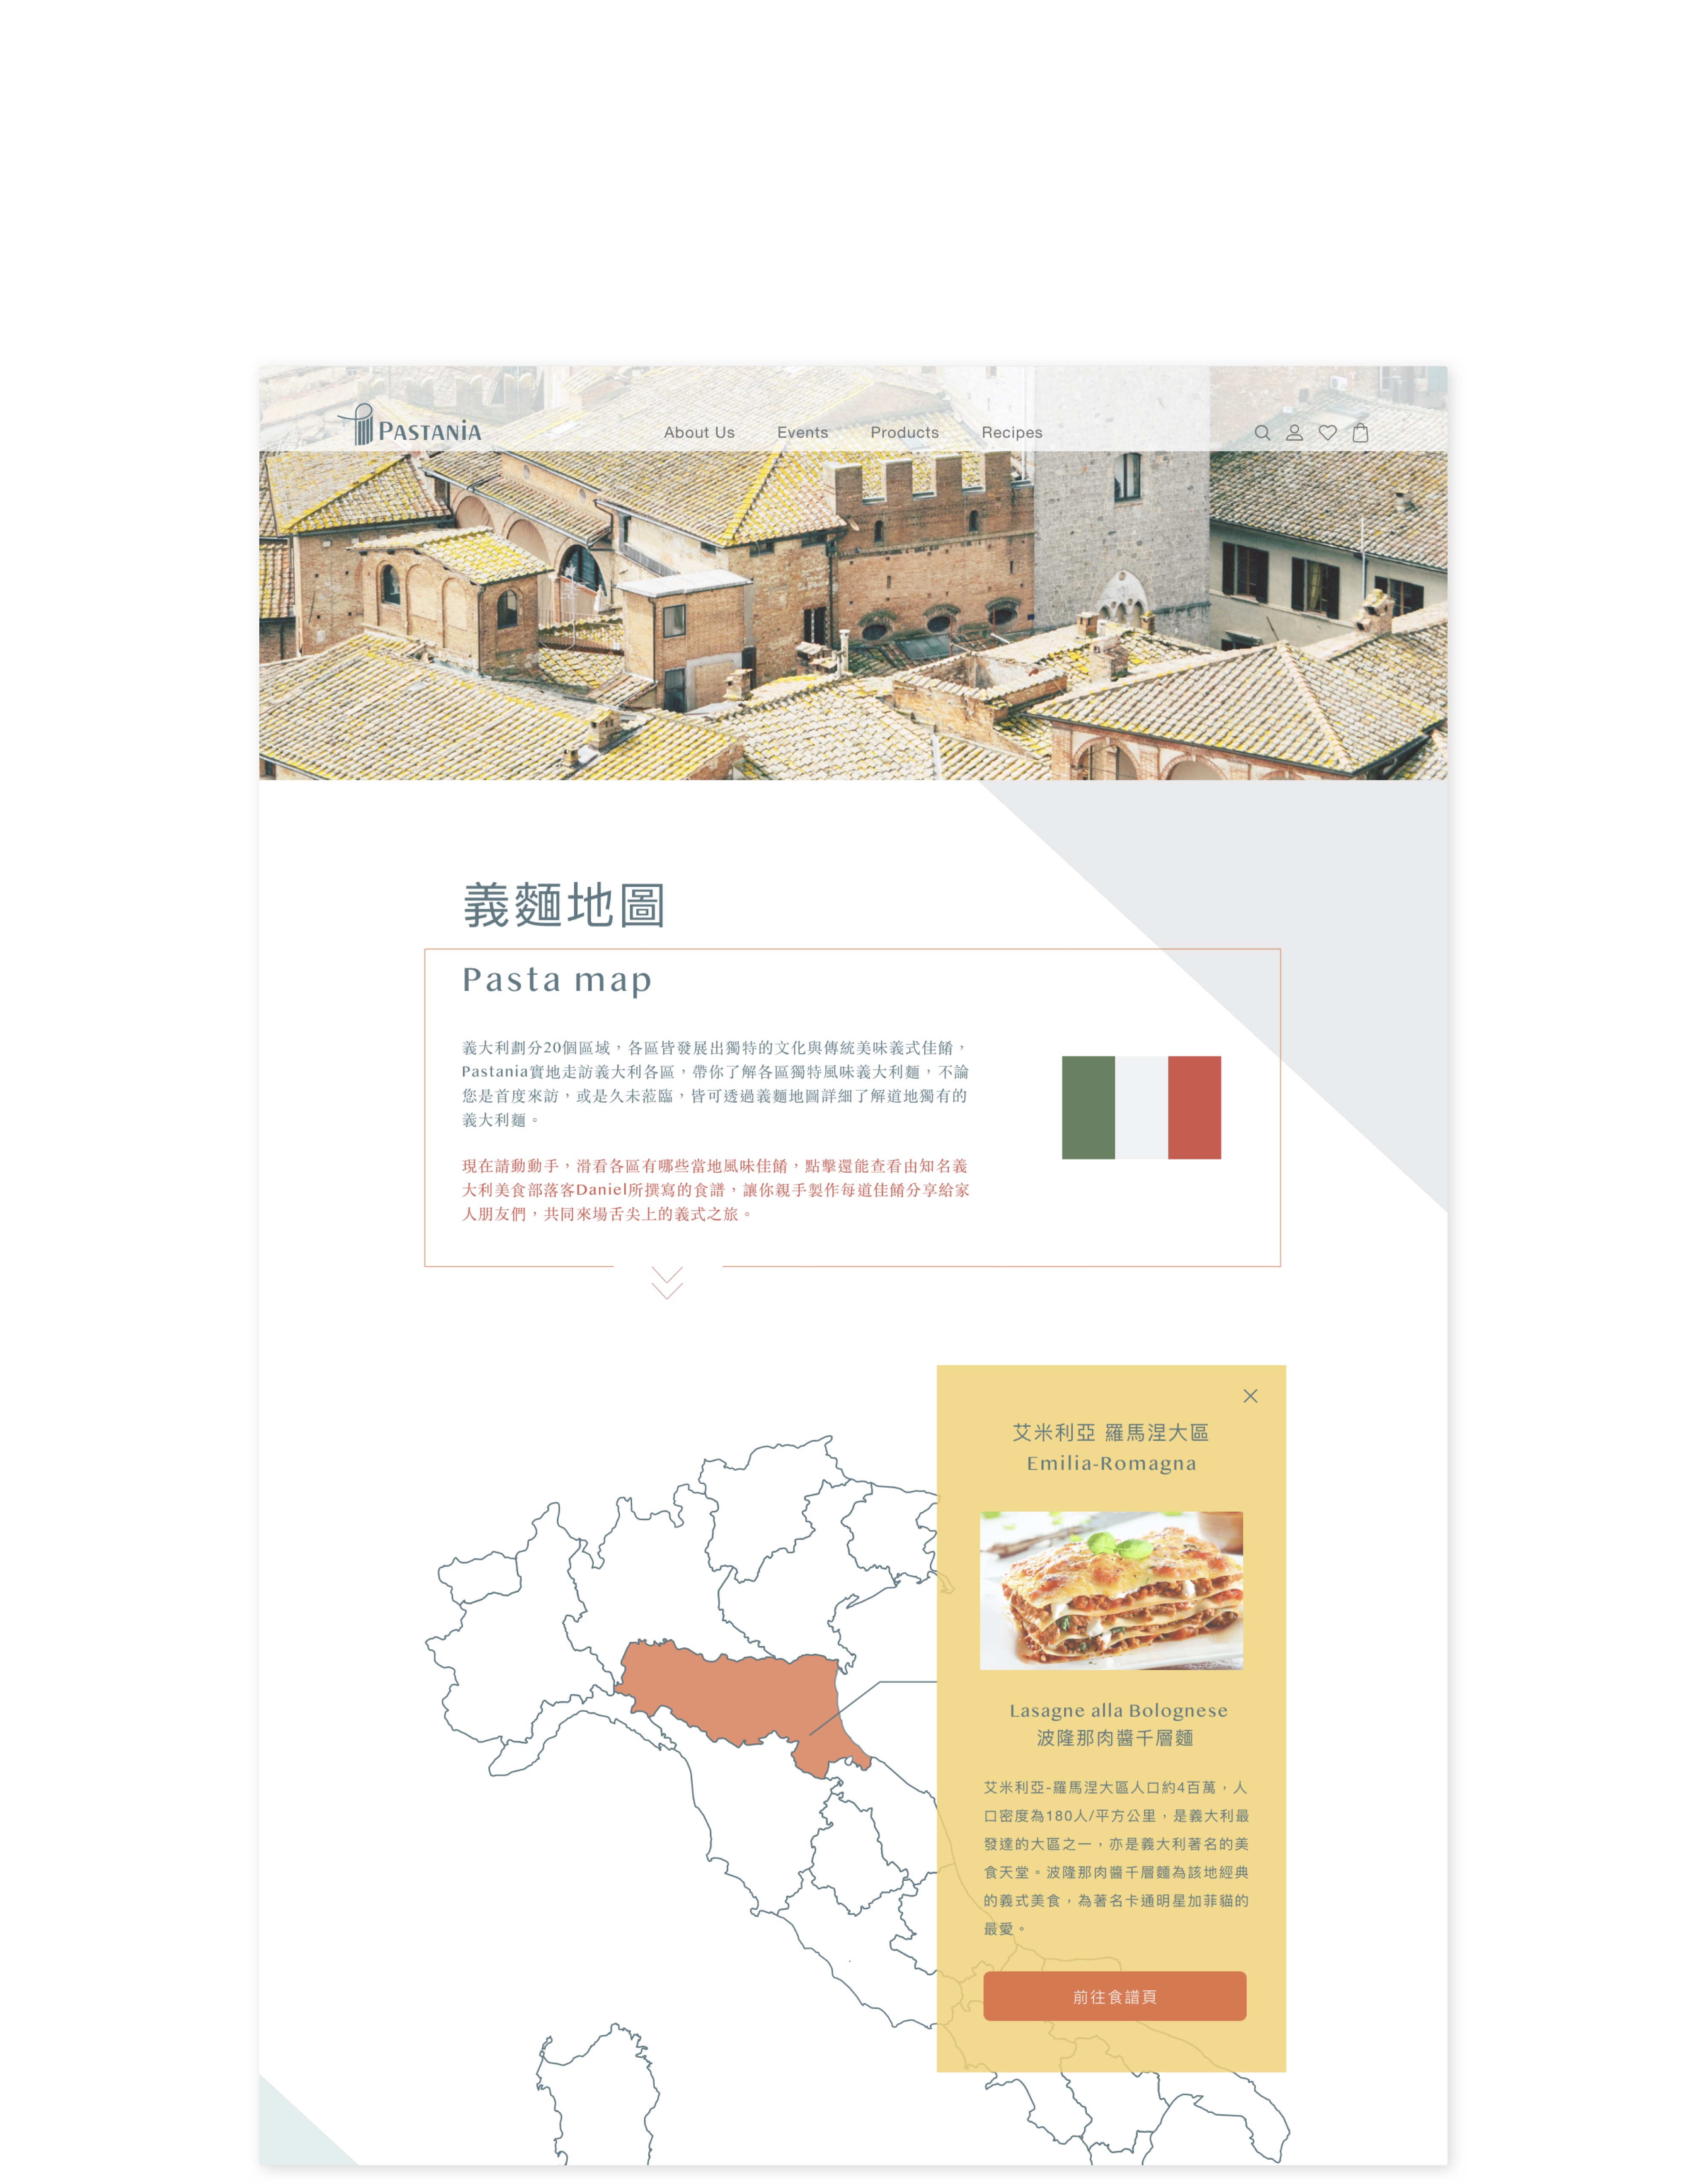 PASTANIA
About Us Events Products Recipes
義麵地圖
Pasta map
義大利劃分20個區域，各區皆發展出獨特的文化與傳統美味義式佳餚，
Pastania實地走訪義大利各區，帶你了解各區獨特風味義大利麵，不論
您是首度來訪，或是久未蒞臨，皆可透過義麵地圖詳細了解道地獨有的
義大利麵。
現在請動動手，滑看各區有哪些當地風味佳餚，點擊還能查看由知名義
大利美食部落客Daniel所撰寫的食譜，讓你親手製作每道佳餚分享給家
人朋友們，共同來場舌尖上的義式之旅。
艾米利亞 羅馬涅大區
Emilia-Romagna
Lasagne alla Bolognese
波隆那肉醬千層麵
艾米利亞-羅馬涅大區人口約4百萬，人
口密度為180人/平方公里，是義大利最
發達的大區之一，亦是義大利著名的美
食天堂。波隆那肉醬千層麵為該地經典
的義式美食，為著名卡通明星加菲貓的
最愛。
前往食譜頁